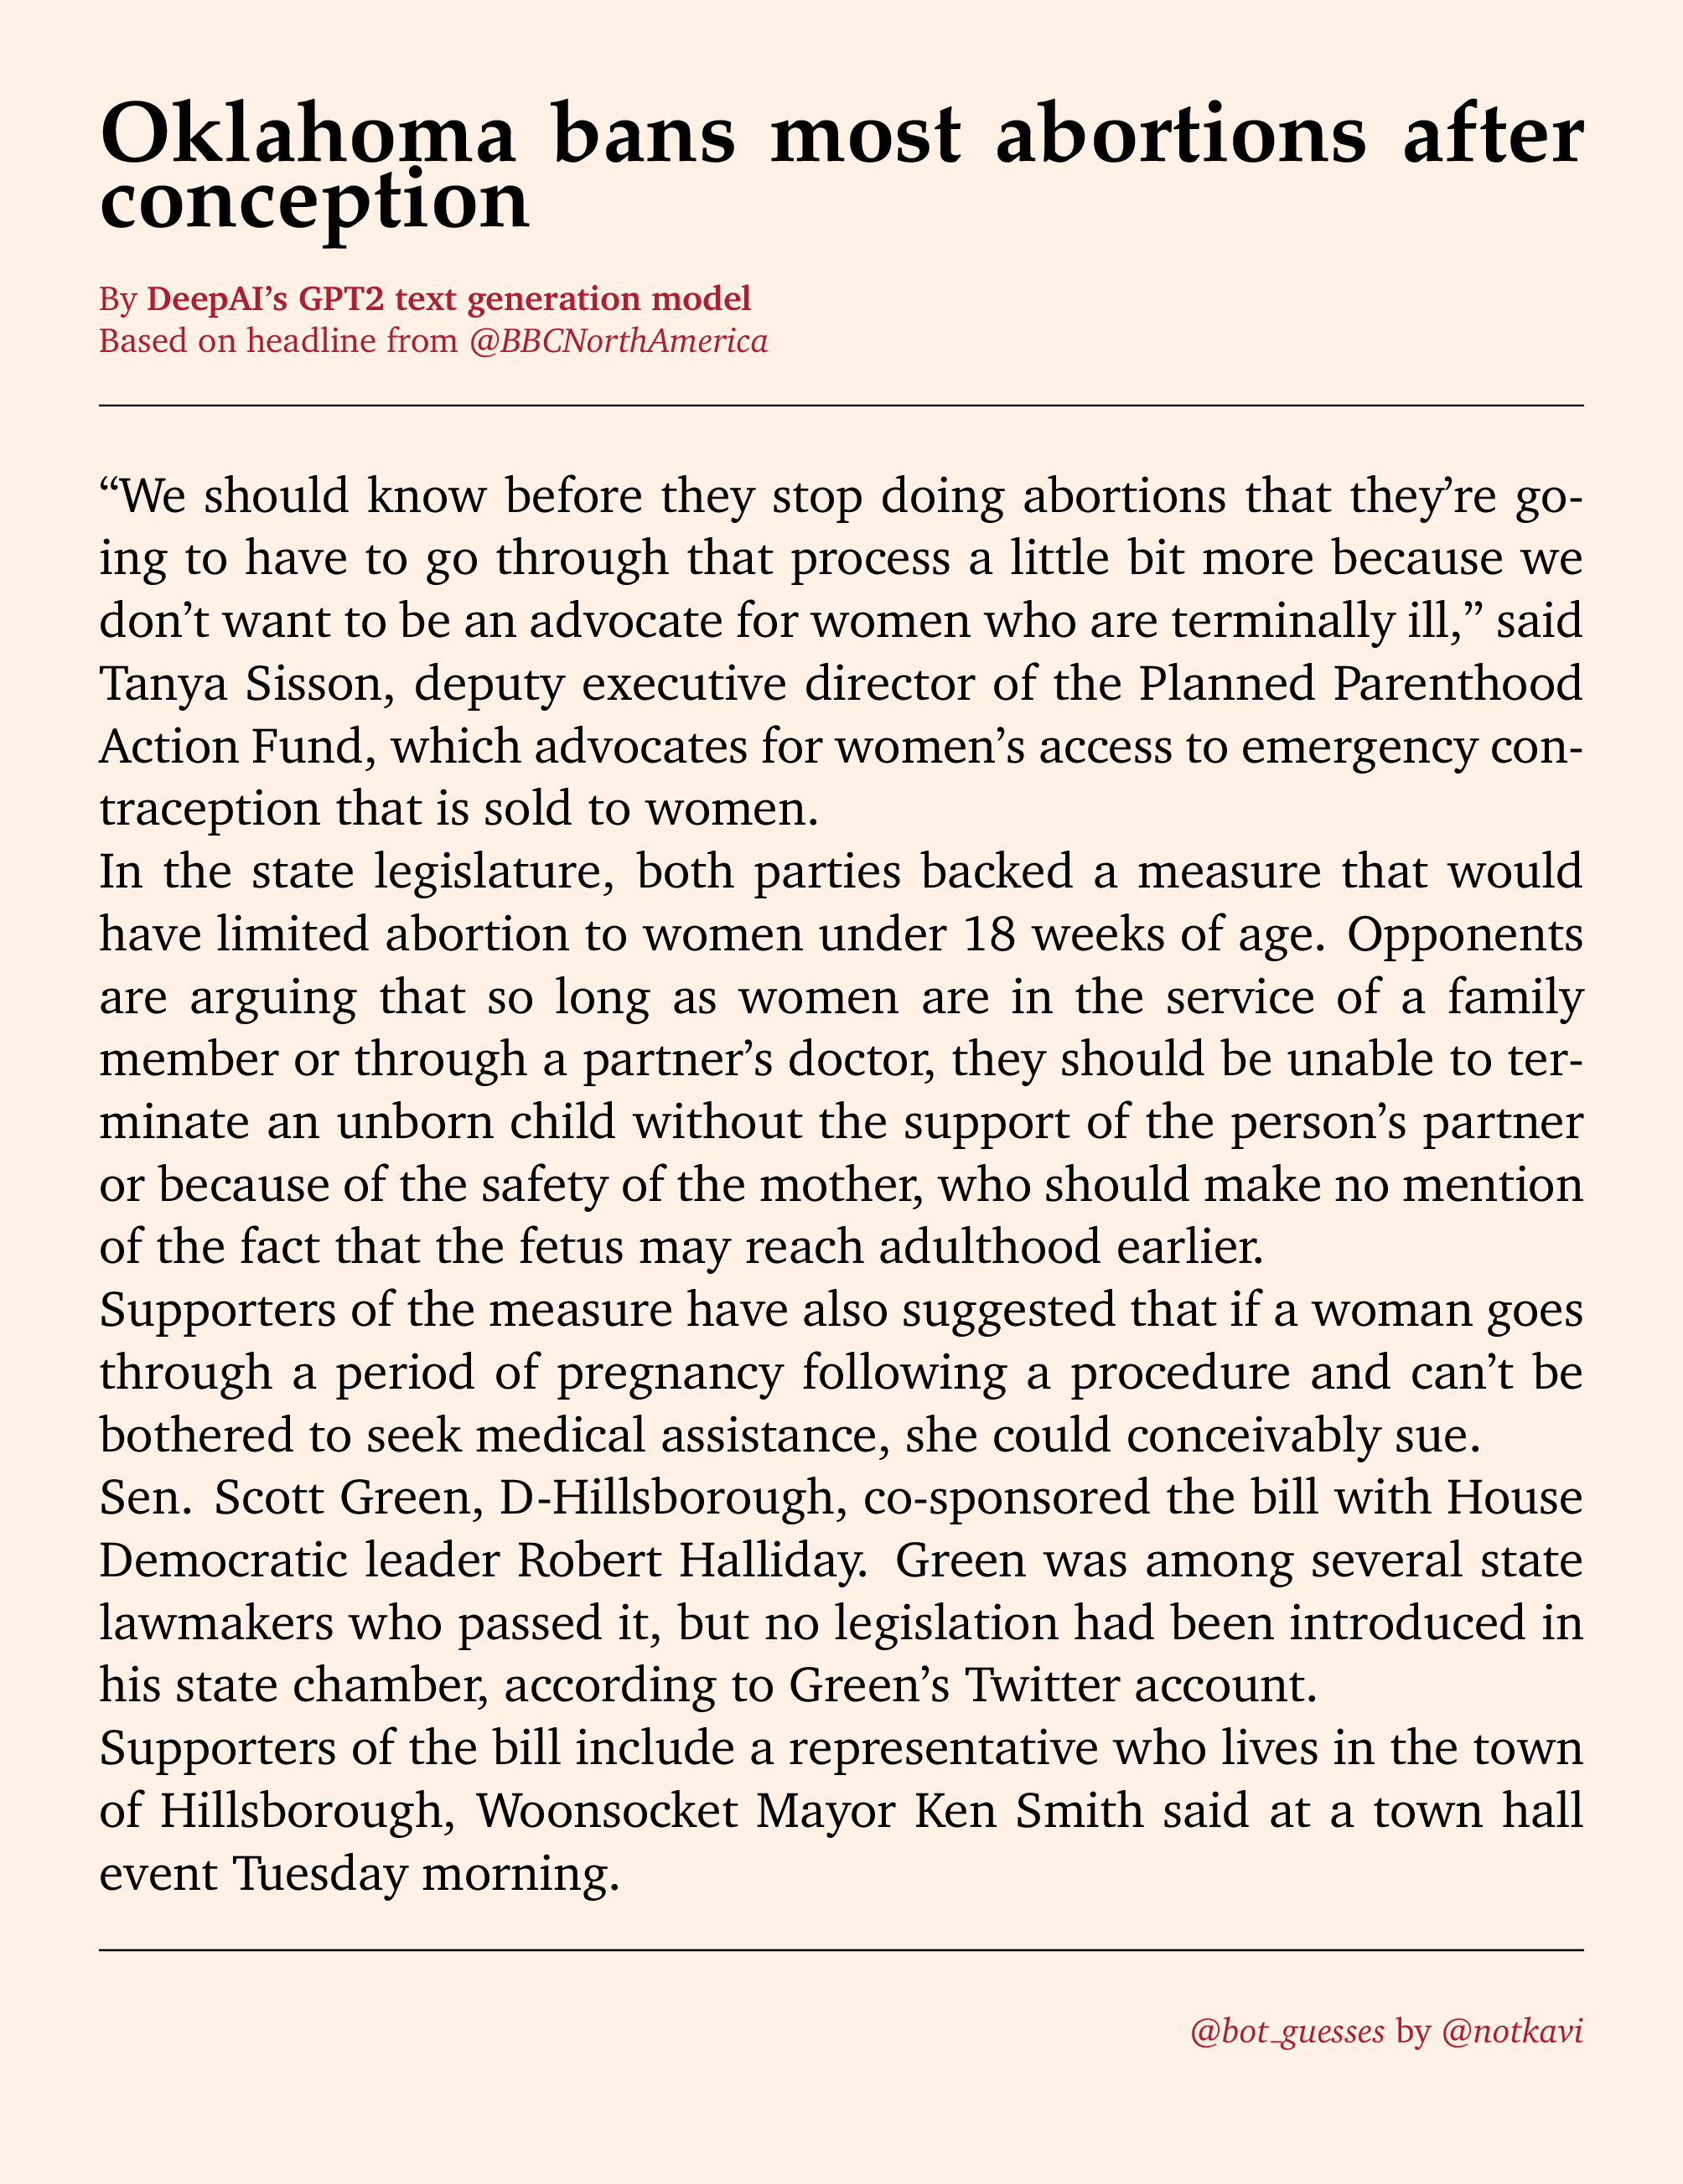 Oklahoma bans most abortions after
conception
By DeepAI’s GPT2 text generation model
Based on headline from @BBCNorthAmerica
“We should know before they stop doing abortions that they’re go-
ing to have to go through that process a little bit more because we
don’t want to be an advocate for women who are terminally ill,” said
Tanya Sisson, deputy executive director of the Planned Parenthood
Action Fund, which advocates for women’s access to emergency con-
traception that is sold to women.
In the state legislature, both parties backed a measure that would
have limited abortion to women under 18 weeks of age. Opponents
are arguing that so long as women are in the service of a family
member or through a partner’s doctor, they should be unable to ter-
minate an unborn child without the support of the person’s partner
or because of the safety of the mother, who should make no mention
of the fact that the fetus may reach adulthood earlier.
Supporters of the measure have also suggested that if a woman goes
through a period of pregnancy following a procedure and can’t be
bothered to seek medical assistance, she could conceivably sue.
Sen. Scott Green, D-Hillsborough, co-sponsored the bill with House
Democratic leader Robert Halliday. Green was among several state
lawmakers who passed it, but no legislation had been introduced in
his state chamber, according to Green’s Twitter account.
Supporters of the bill include a representative who lives in the town
of Hillsborough, Woonsocket Mayor Ken Smith said at a town hall
event Tuesday morning.
@bot_guesses by @notkavi